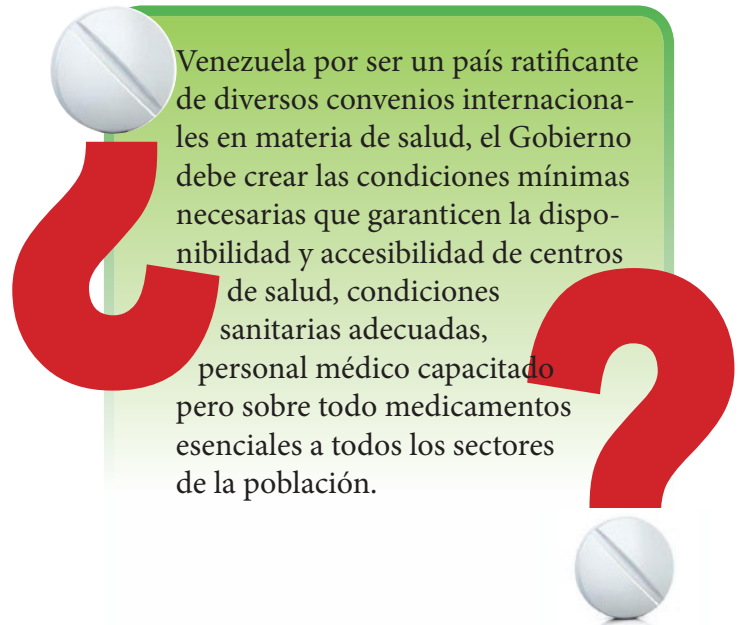 Venezuela por ser un país ratificante
de diversos convenios internaciona-
les en materia de salud, el Gobierno
debe crear las condiciones mínimas
necesarias que garanticen la dispo-
nibilidad y accesibilidad de centros
de salud, condiciones
sanitarias adecuadas,
personal médico capacitado
pero sobre todo medicamentos
esenciales a todos los sectores
de la población.